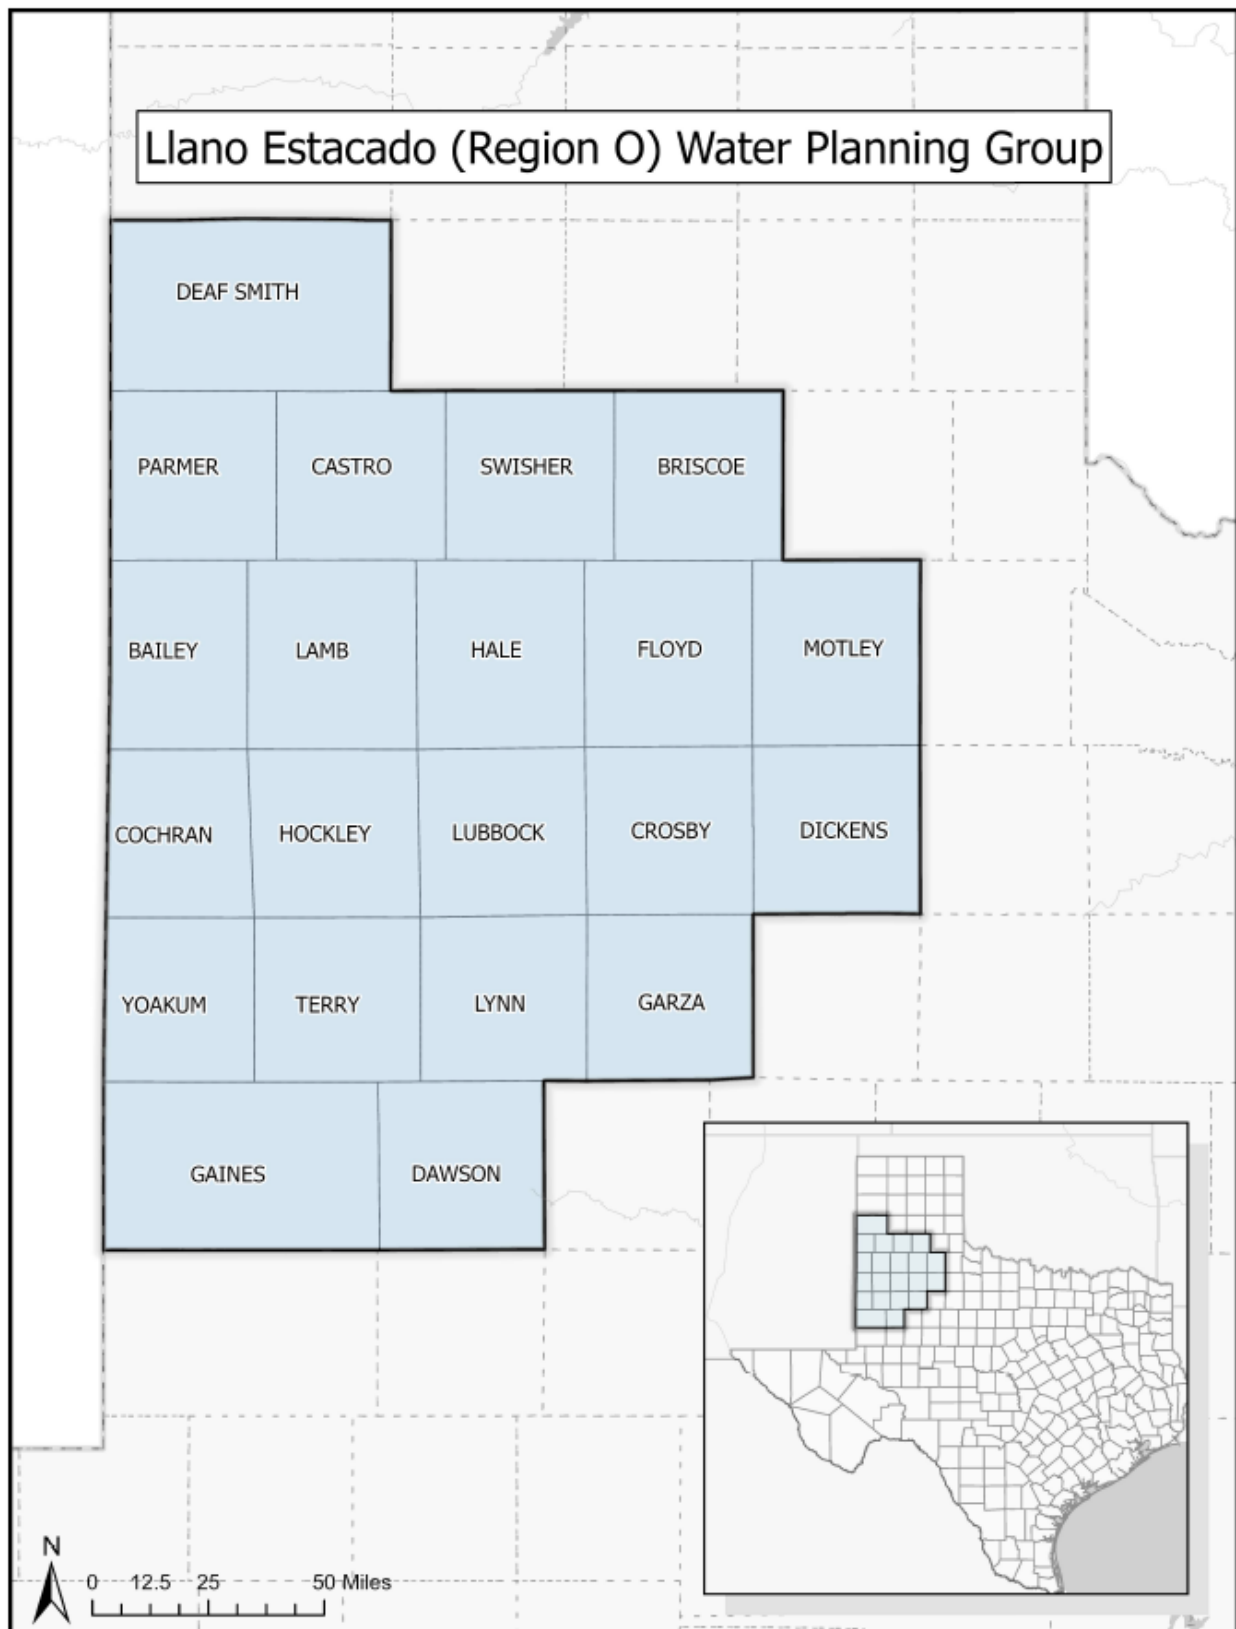 Llano Estacado (Region O) Water Planning Group
DEAF SMITH
PARMER CASTRO SWISHER BRISCOE
BAILEY LAMB HALE FLOYD MOTLEY
COCHRAN HOCKLEY LUBBOCK CROSBY DICKENS
YOAKUM TERRY LYNN GARZA
GAINES DAWSON
N
0 12.5 25 50 Miles